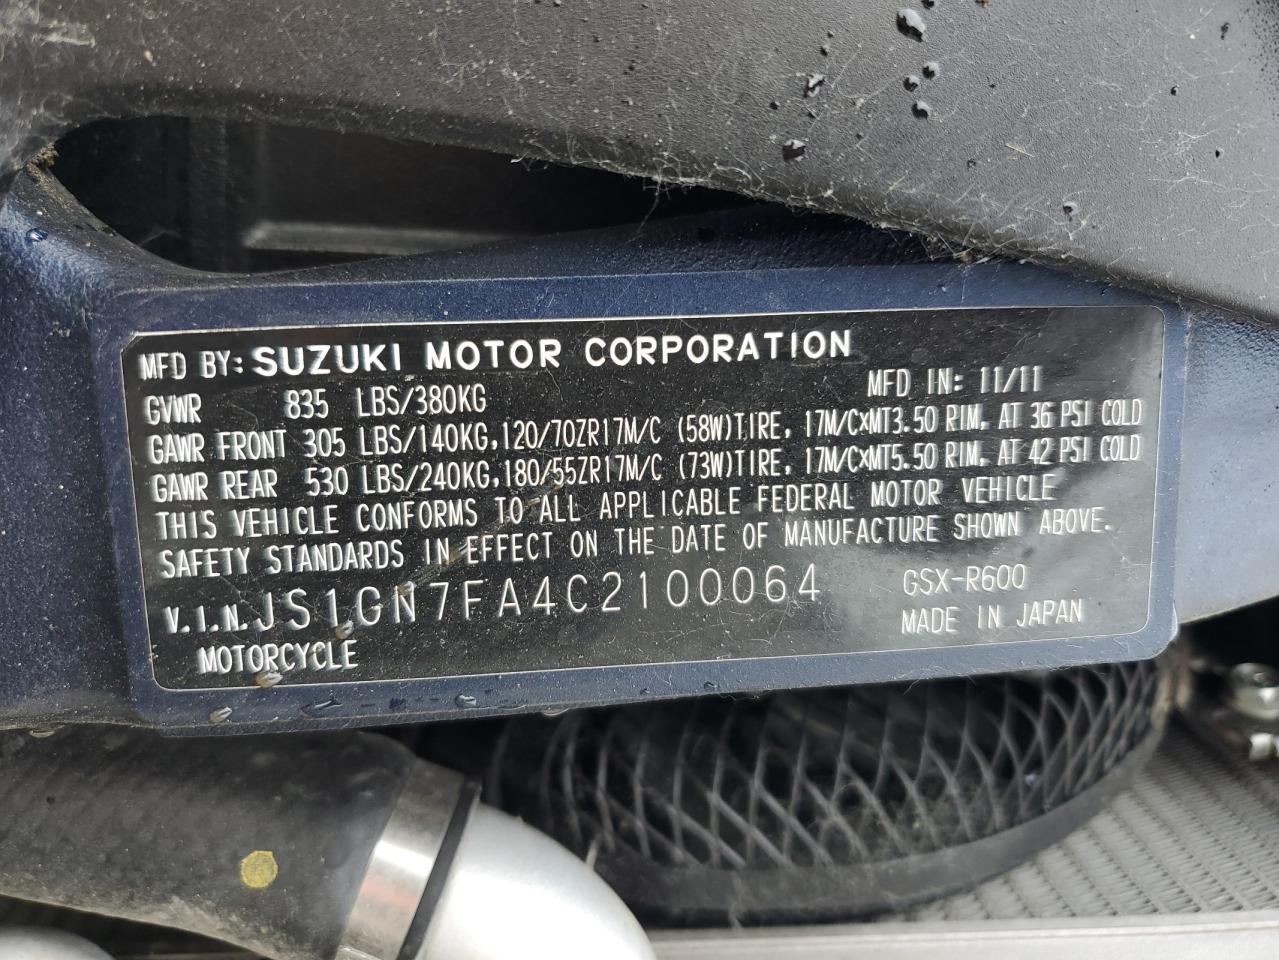 MFD BY: SUZUKI MOTOR CORPORATION
GVWR 835 LBS/380KG MFD IN: 11/11
GAWR FRONT 305 LBS/140KG,120/70ZR17M/C (58W)TIRE, 17M/CxMT3.50 RIM, AT 36 PSI COLD
GAWR REAR 530 LBS/240KG,180/55ZR17M/C (73W)TIRE, 17M/CxMT5.50 RIM, AT 42 PSI COLD
THIS VEHICLE CONFORMS TO ALL APPLICABLE FEDERAL MOTOR VEHICLE
SAFETY STANDARDS IN EFFECT ON THE DATE OF MANUFACTURE SHOWN ABOVE.
V.I.N. JS1GN7FA4C2100064 GSX-R600
MOTORCYCLE MADE IN JAPAN